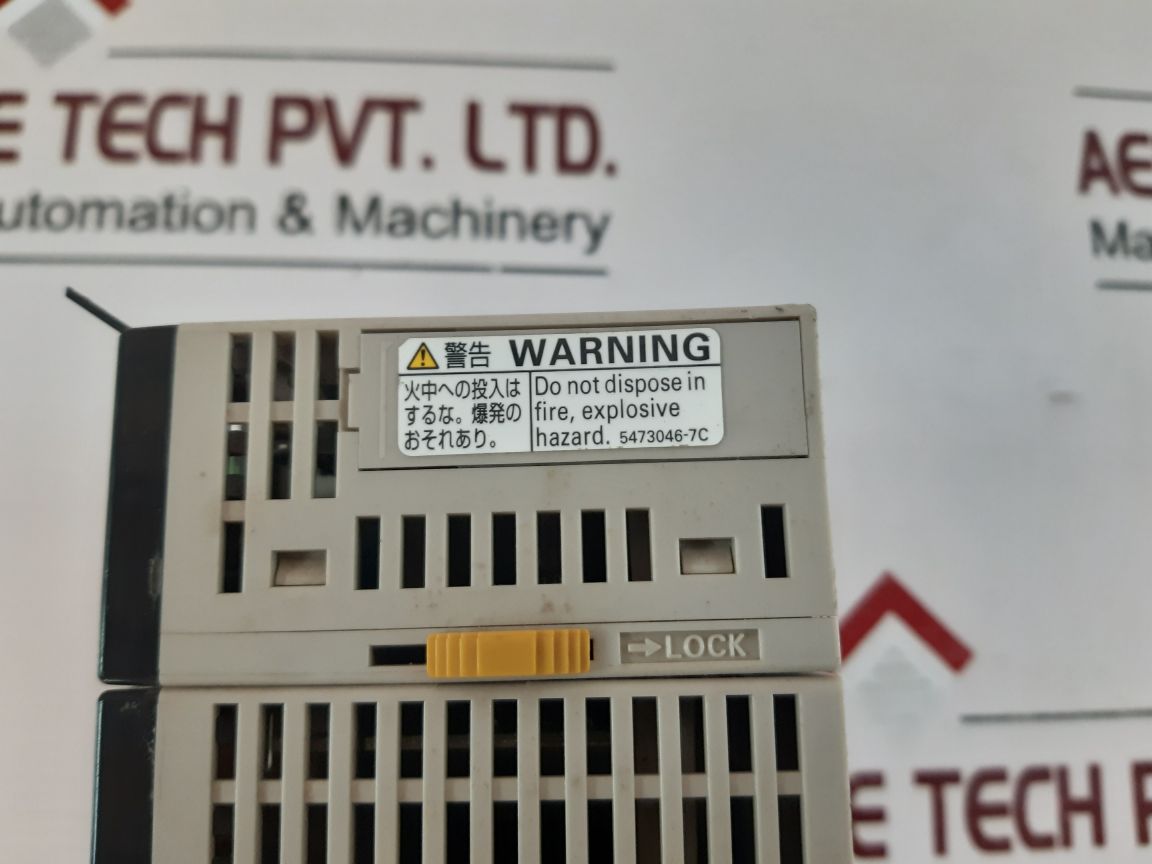 E TECH PVT. LTD.
utomation & Machinery
AE
Ma
警告 WARNING
火中への投入は
するな。爆発の
おそれあり。
Do not dispose in
fire, explosive
hazard. 5473046-7C
→LOCK
E TECH P